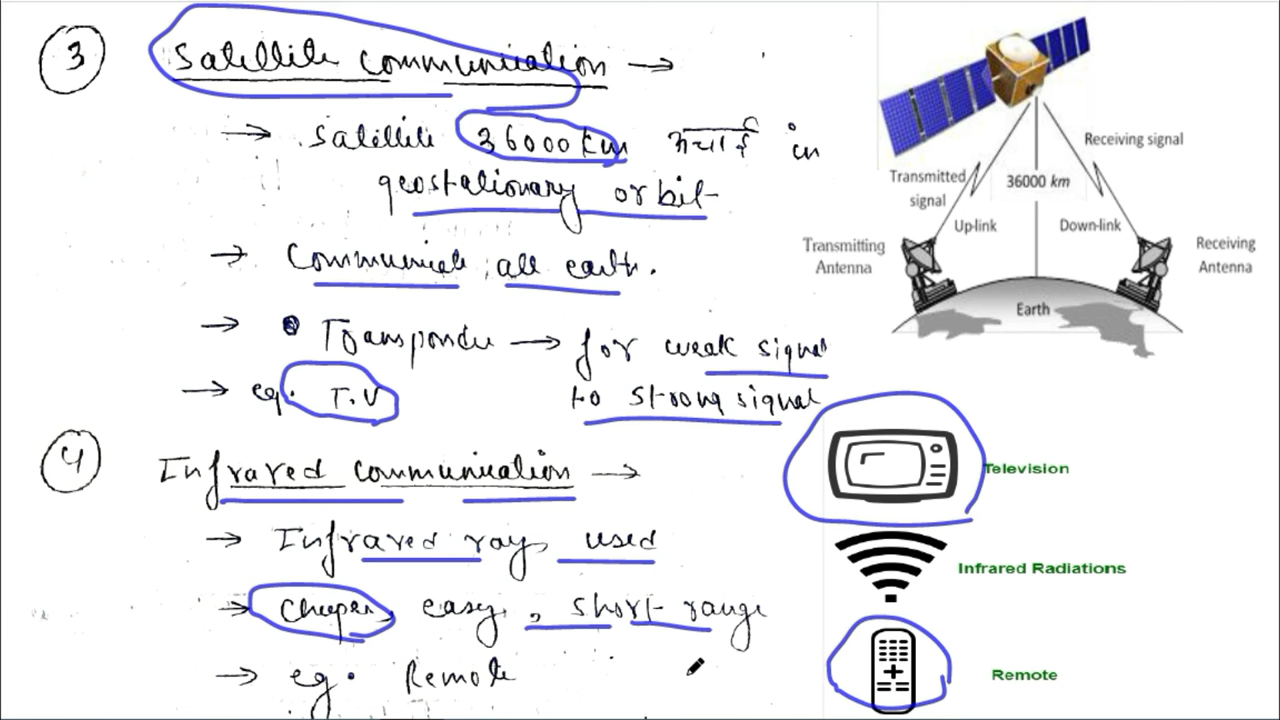 3 Satellite communication →
→ Satellite 36000 km ऊचाई in
geostationary orbit
→ Communicate all earth.
→ Transponder → for weak signal
to strong signal
→ eg. T.V
4 Infrared communication →
→ Infrared rays used
→ Cheeper, easy, short range
→ eg. Remote
Receiving signal
Transmitted
signal
36000 km
Up-link
Down-link
Transmitting
Antenna
Receiving
Antenna
Earth
Television
Infrared Radiations
Remote